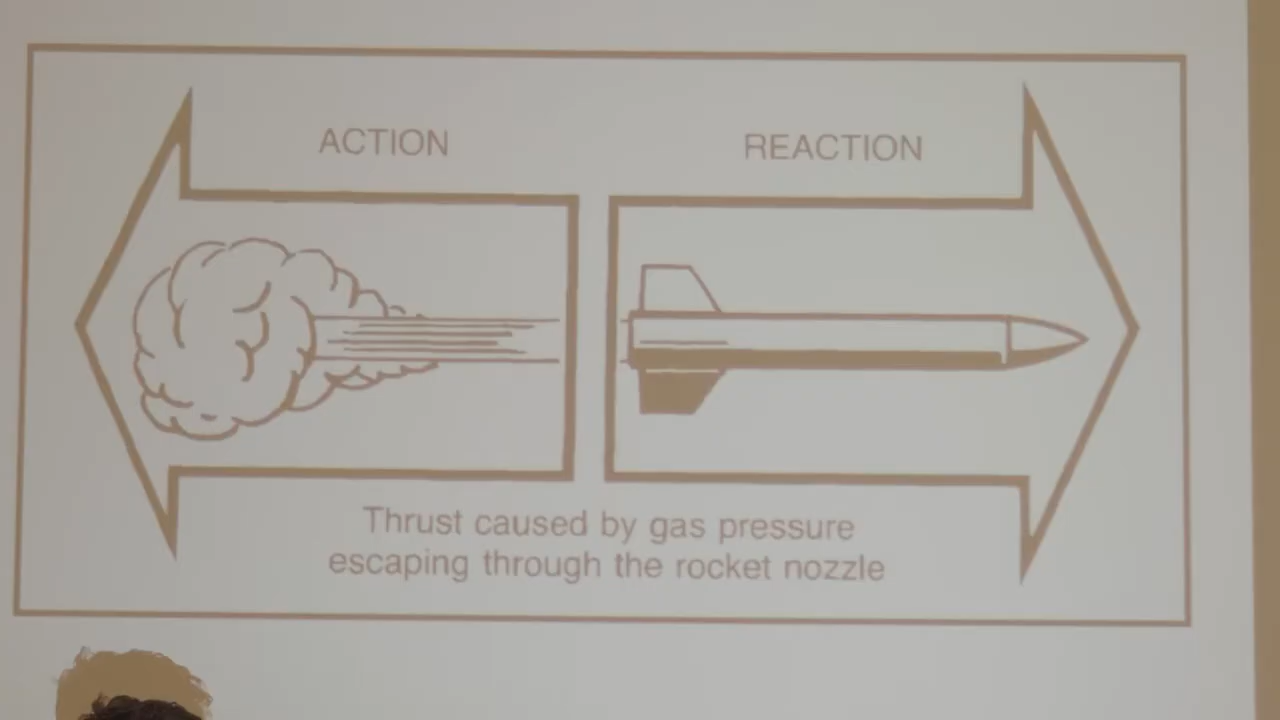 ACTION
REACTION
Thrust caused by gas pressure
escaping through the rocket nozzle